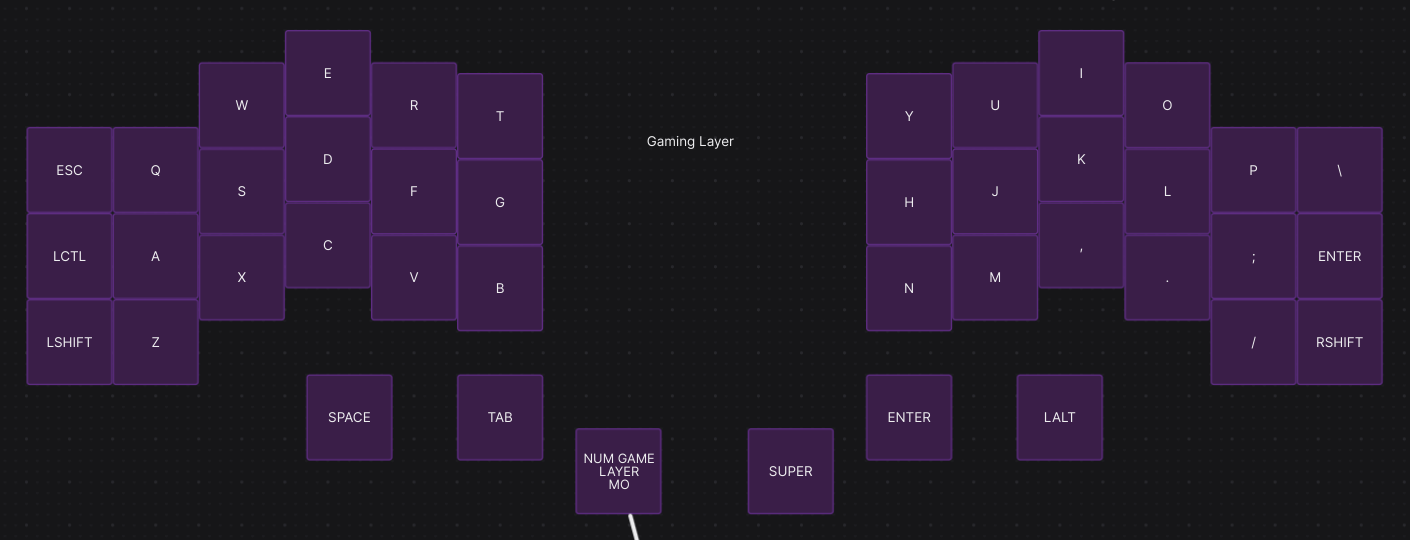 E
I
W
R
U
O
T
Y
Gaming Layer
D
K
ESC
Q
P
\
S
F
J
L
G
H
C
,
LCTL
A
;
ENTER
X
V
M
.
B
N
LSHIFT
Z
/
RSHIFT
SPACE
TAB
ENTER
LALT
NUM GAME
LAYER
MO
SUPER